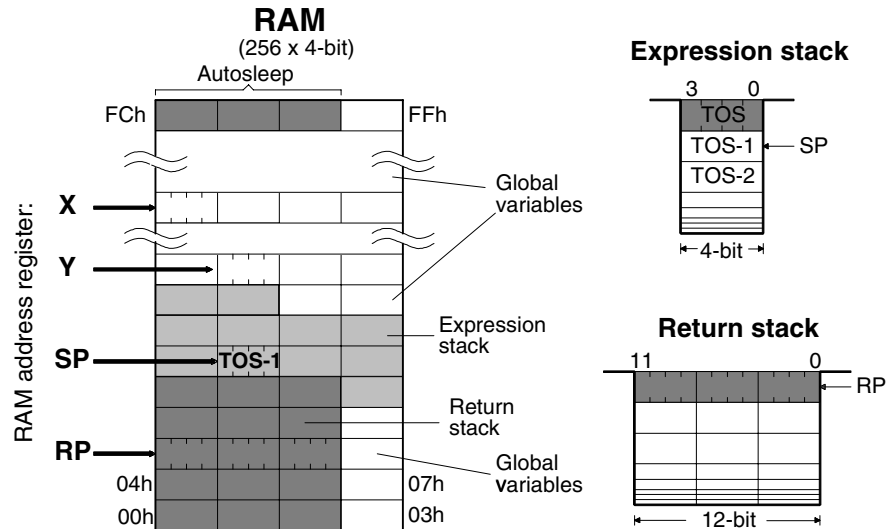 RAM
(256 x 4-bit)
Autosleep
FCh
FFh
RAM address register:
X
Y
SP
TOS-1
RP
04h
00h
07h
03h
Global
variables
Expression
stack
Return
stack
Global
variables
Expression stack
3 0
TOS
TOS-1
SP
TOS-2
4-bit
Return stack
11 0
RP
12-bit